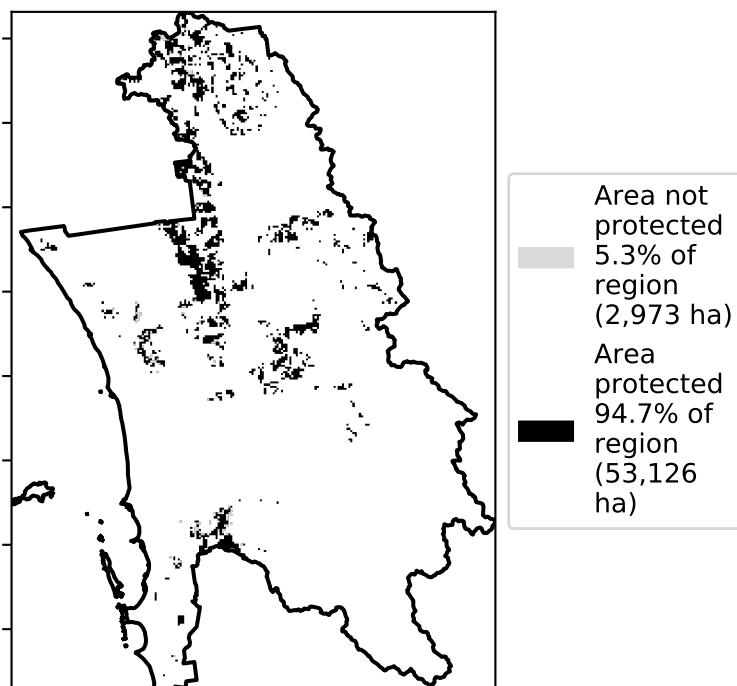 Area not
protected
5.3% of
region
(2,973 ha)
Area
protected
94.7% of
region
(53,126
ha)